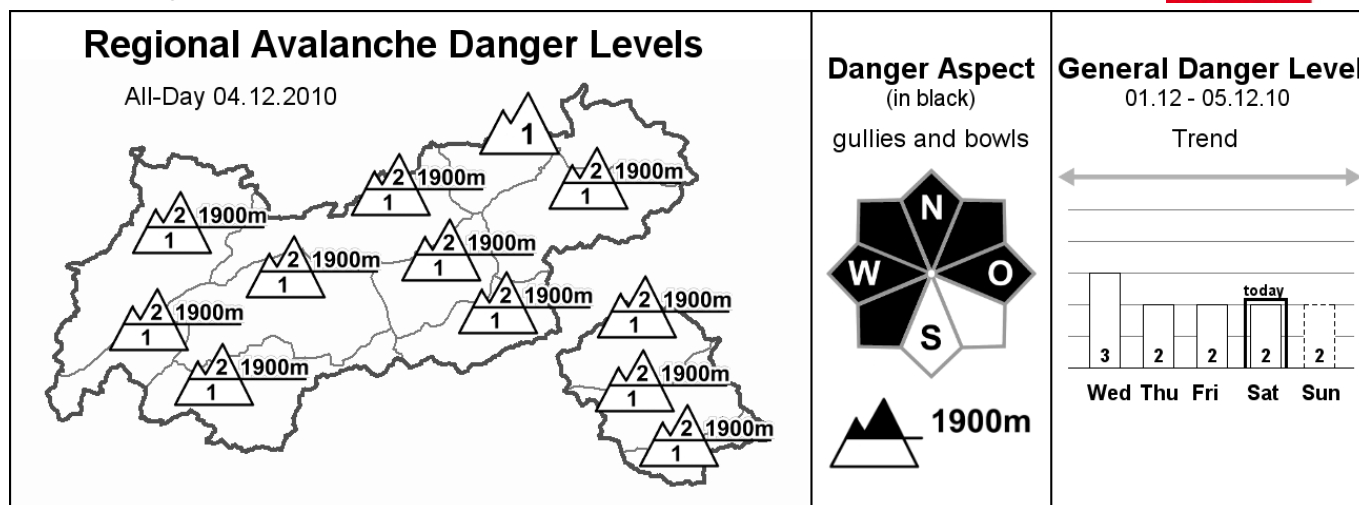 Regional Avalanche Danger Levels
All-Day 04.12.2010
1
2 1900m
1
2 1900m
1
2 1900m
1
2 1900m
1
2 1900m
1
2 1900m
1
2 1900m
1
2 1900m
1
2 1900m
1
2 1900m
1
2 1900m
1
2 1900m
1
Danger Aspect
(in black)
gullies and bowls
N
W O
S
1900m
General Danger Level
01.12 - 05.12.10
Trend
today
3 2 2 2 2
Wed Thu Fri Sat Sun